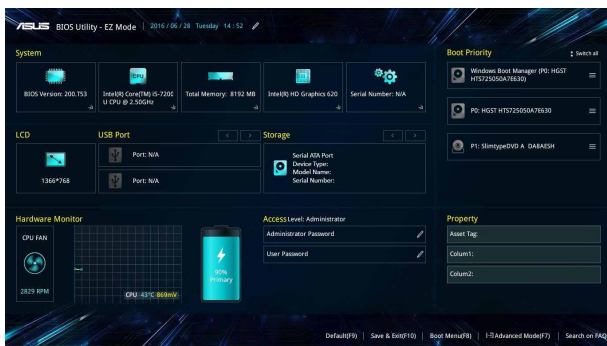 ASUS BIOS Utility - EZ Mode 2016/06/28 Tuesday 14:52
System
BIOS Version: 200.T53
Intel(R) Core(TM) i5-7200
U CPU @ 2.50GHz
Total Memory: 8192 MB
Intel(R) HD Graphics 620
Serial Number: N/A
Boot Priority
Switch all
Windows Boot Manager (P0: HGST
HTS725050A7E630)
P0: HGST HTS725050A7E630
P1: SlimtypeDVD A DA8AESH
LCD
1366*768
USB Port
< >
Port: N/A
Port: N/A
Storage
< >
Serial ATA Port
Device Type:
Model Name:
Serial Number:
Hardware Monitor
CPU FAN
2829 RPM
CPU 43°C 869mV
90%
Primary
Access Level: Administrator
Administrator Password
User Password
Property
Asset Tag:
Colum1:
Colum2:
Default(F9) Save & Exit(F10) Boot Menu(F8) Advanced Mode(F7) Search on FAQ